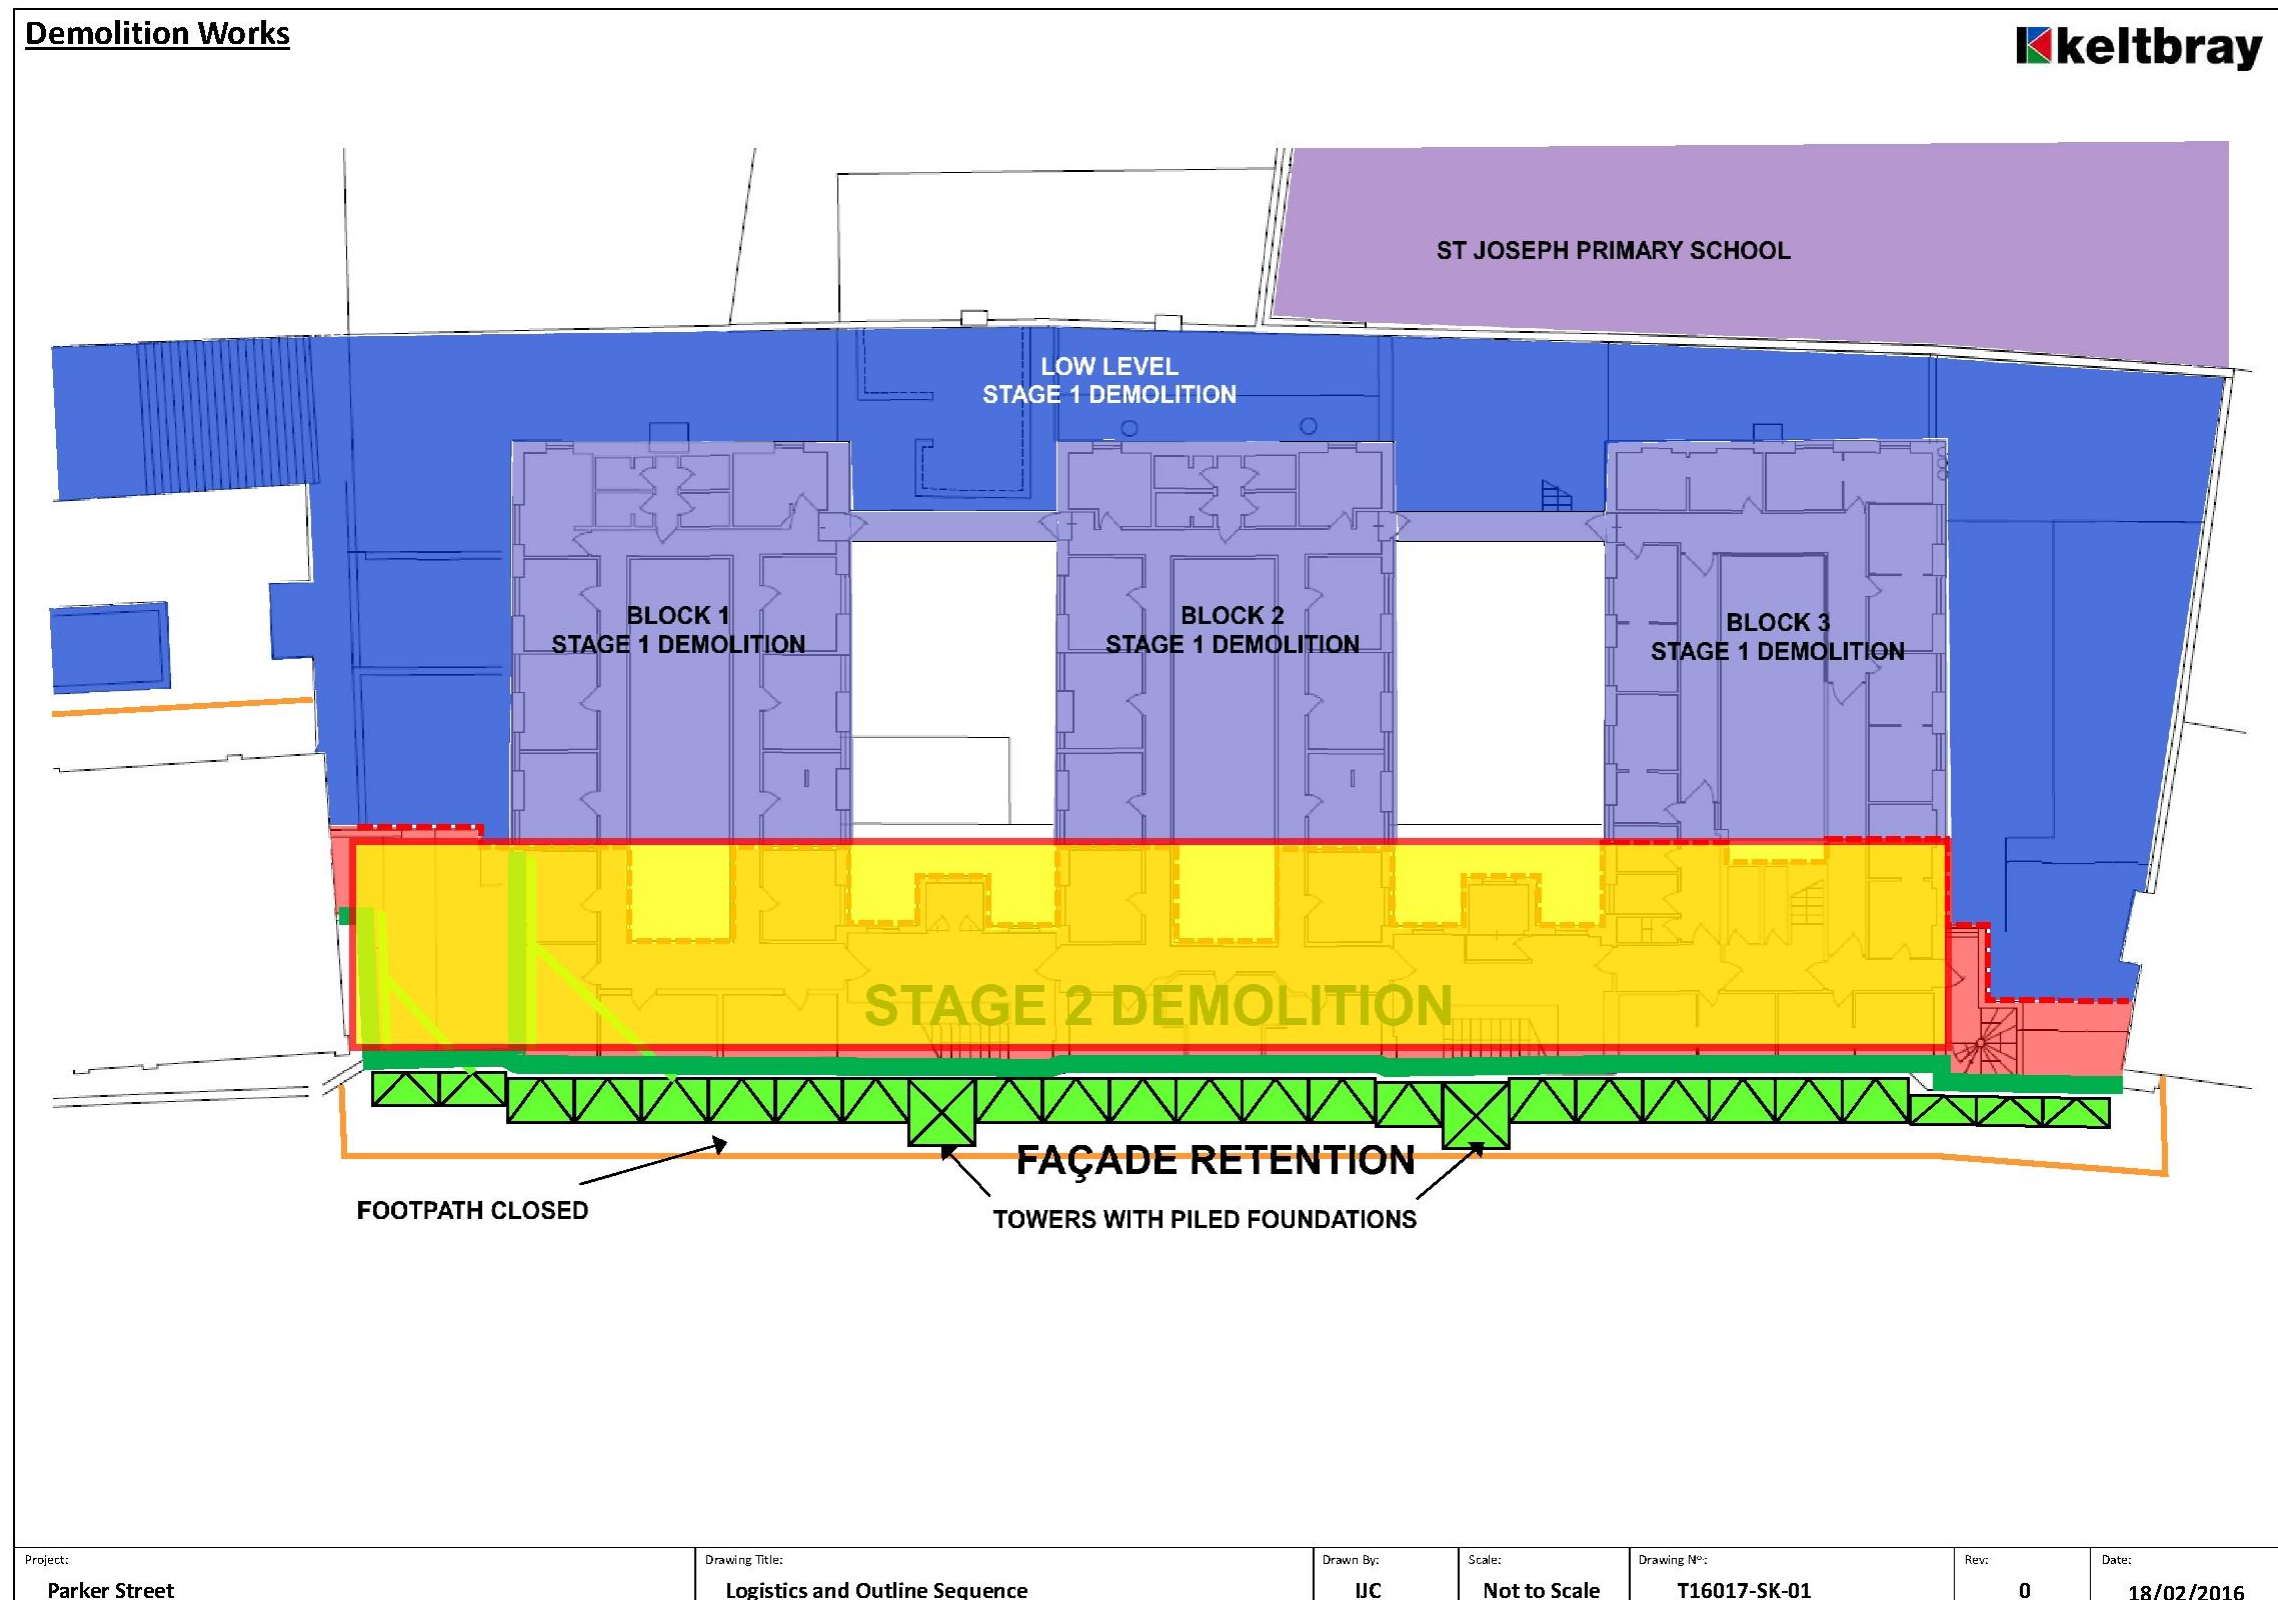 Demolition Works
keltbray
ST JOSEPH PRIMARY SCHOOL
LOW LEVEL
STAGE 1 DEMOLITION
BLOCK 1
STAGE 1 DEMOLITION
BLOCK 2
STAGE 1 DEMOLITION
BLOCK 3
STAGE 1 DEMOLITION
STAGE 2 DEMOLITION
FAÇADE RETENTION
FOOTPATH CLOSED
TOWERS WITH PILED FOUNDATIONS
Project:
Parker Street
Drawing Title:
Logistics and Outline Sequence
Drawn By:
IJC
Scale:
Not to Scale
Drawing Nº:
T16017-SK-01
Rev:
0
Date:
18/02/2016